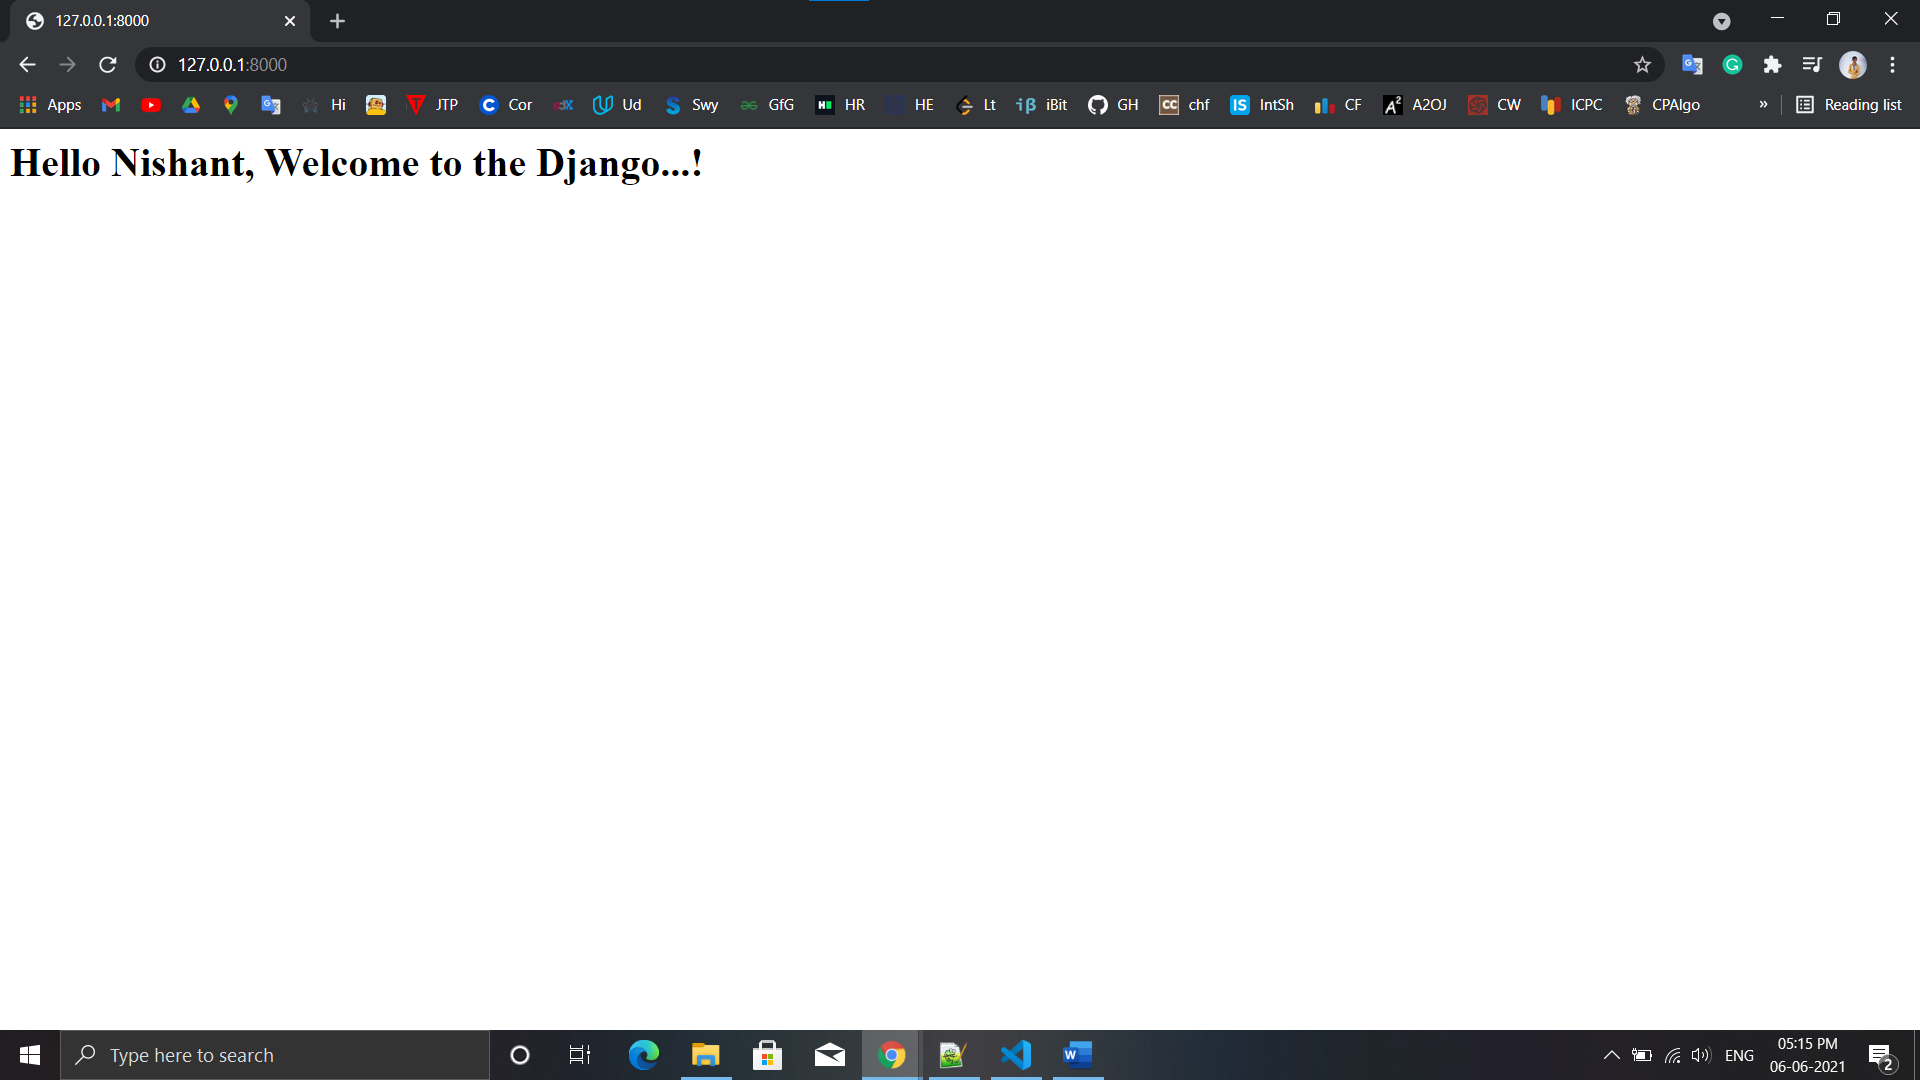 127.0.0.1:8000
127.0.0.1:8000
Apps Hi JTP Cor Ud Swy GfG HR HE Lt iBit GH chf IntSh CF A2OJ CW ICPC CPAlgo » Reading list
Hello Nishant, Welcome to the Django...!
Type here to search
ENG
05:15 PM
06-06-2021
2